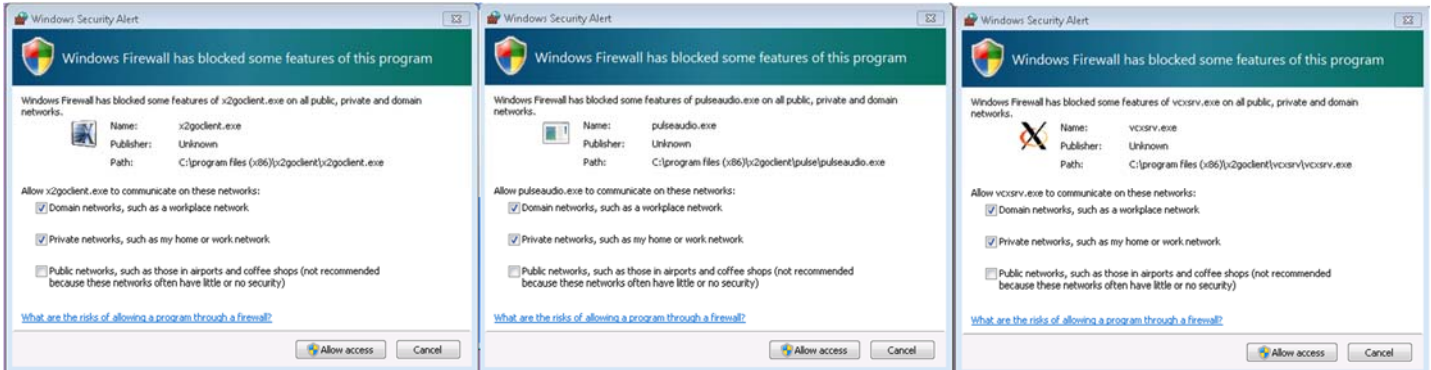 Windows Security Alert
Windows Firewall has blocked some features of this program
Windows Firewall has blocked some features of x2goclient.exe on all public, private and domain
networks.
Name: x2goclient.exe
Publisher: Unknown
Path: C:\program files (x86)\x2goclient\x2goclient.exe
Allow x2goclient.exe to communicate on these networks:
Domain networks, such as a workplace network
Private networks, such as my home or work network
Public networks, such as those in airports and coffee shops (not recommended
because these networks often have little or no security)
What are the risks of allowing a program through a firewall?
Allow access Cancel
Windows Security Alert
Windows Firewall has blocked some features of this program
Windows Firewall has blocked some features of pulseaudio.exe on all public, private and domain
networks.
Name: pulseaudio.exe
Publisher: Unknown
Path: C:\program files (x86)\x2goclient\pulse\pulseaudio.exe
Allow pulseaudio.exe to communicate on these networks:
Domain networks, such as a workplace network
Private networks, such as my home or work network
Public networks, such as those in airports and coffee shops (not recommended
because these networks often have little or no security)
What are the risks of allowing a program through a firewall?
Allow access Cancel
Windows Security Alert
Windows Firewall has blocked some features of this program
Windows Firewall has blocked some features of vcxsrv.exe on all public, private and domain
networks.
Name: vcxsrv.exe
Publisher: Unknown
Path: C:\program files (x86)\x2goclient\vcxsrv\vcxsrv.exe
Allow vcxsrv.exe to communicate on these networks:
Domain networks, such as a workplace network
Private networks, such as my home or work network
Public networks, such as those in airports and coffee shops (not recommended
because these networks often have little or no security)
What are the risks of allowing a program through a firewall?
Allow access Cancel